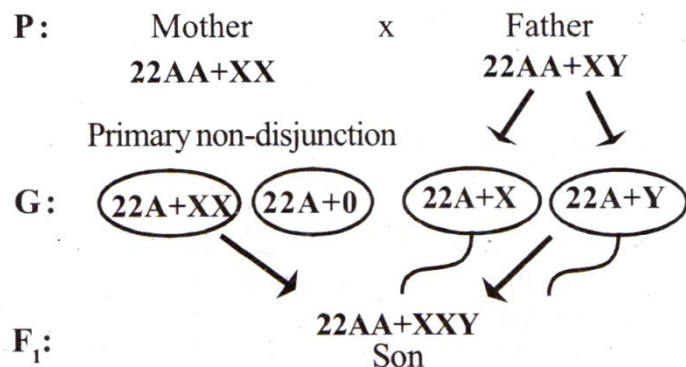 P: Mother x Father
22AA+XX 22AA+XY
Primary non-disjunction
G: 22A+XX 22A+0 22A+X 22A+Y
22AA+XXY
F₁: Son